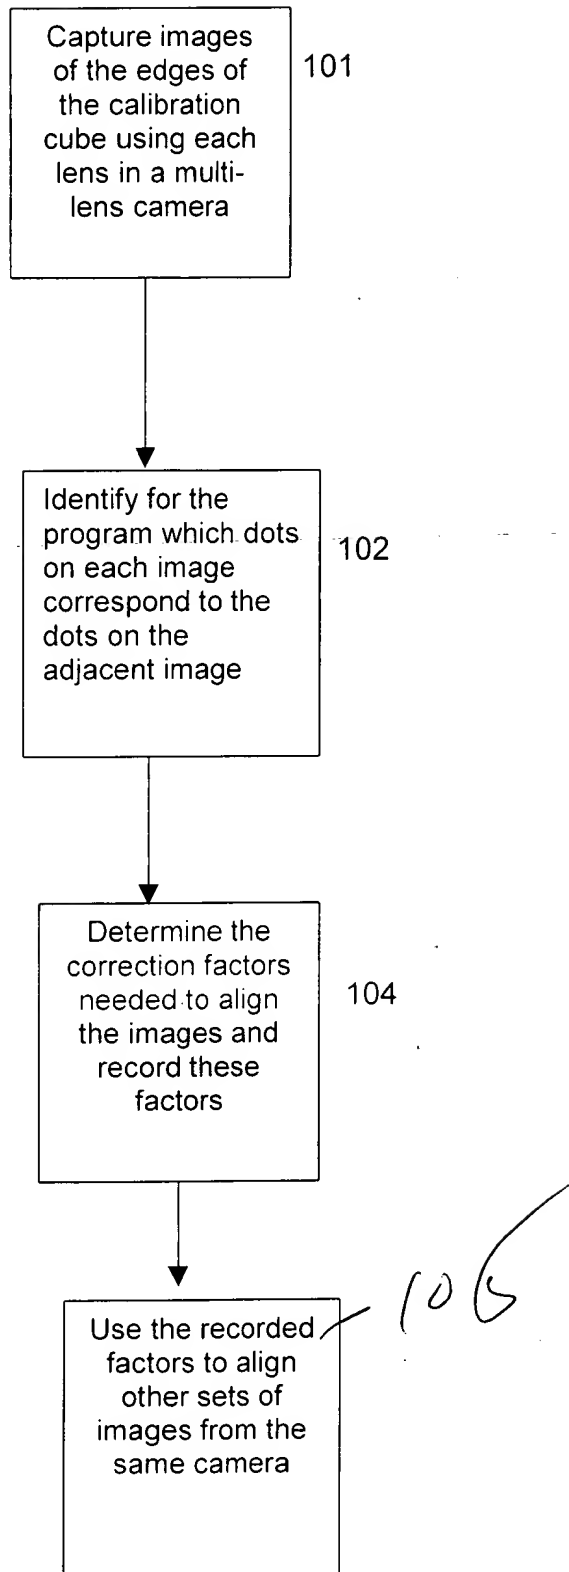 Capture images
of the edges of
the calibration
cube using each
lens in a multi-
lens camera
101
Identify for the
program which dots
on each image
correspond to the
dots on the
adjacent image
102
Determine the
correction factors
needed to align
the images and
record these
factors
104
Use the recorded
factors to align
other sets of
images from the
same camera